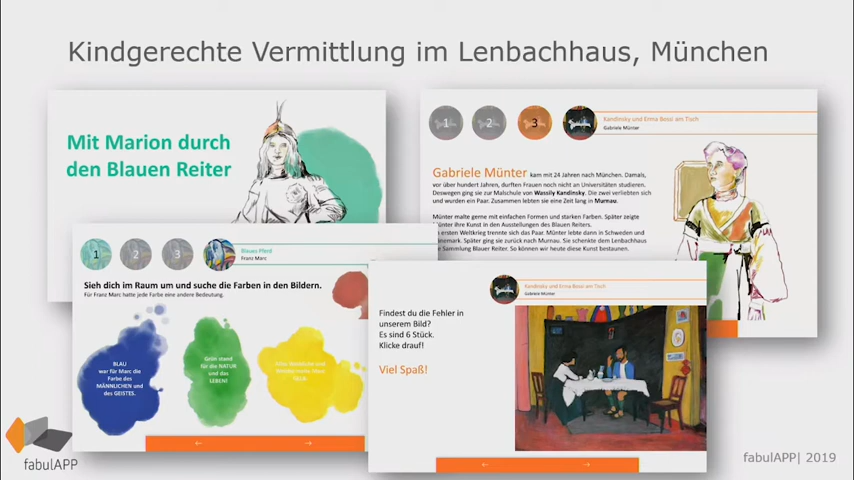 Kindgerechte Vermittlung im Lenbachhaus, München
Mit Marion durch
den Blauen Reiter
1 2 3
Kandinsky und Erma Bossi am Tisch
Gabriele Münter
Gabriele Münter kam mit 24 Jahren nach München. Damals,
vor über hundert Jahren, durften Frauen noch nicht an Universitäten studieren.
Deswegen ging sie zur Malschule von Wassily Kandinsky. Die zwei verliebten sich
und wurden ein Paar. Zusammen lebten sie eine Zeit lang in Murnau.
Münter malte gerne mit einfachen Formen und starken Farben. Später zeigte
ihre Kunst in den Ausstellungen des Blauen Reiters.
ersten Weltkrieg trennte sich das Paar. Münter lebte dann in Schweden und
Später ging sie zurück nach Murnau. Sie schenkte dem Lenbachhaus
Sammlung Blauer Reiter. So können wir heute diese Kunst bestaunen.
1 2 3
Blaues Pferd
Franz Marc
Sieh dich im Raum um und suche die Farben in den Bildern.
Für Franz Marc hatte jede Farbe eine andere Bedeutung.
BLAU
war für Marc die
Farbe des
MÄNNLICHEN und
des GEISTES.
Grün stand
für die NATUR
und das
LEBEN!
Kandinsky und Erma Bossi am Tisch
Gabriele Münter
Findest du die Fehler in
unserem Bild?
Es sind 6 Stück.
Klicke drauf!
Viel Spaß!
fabulAPP
fabulAPP| 2019